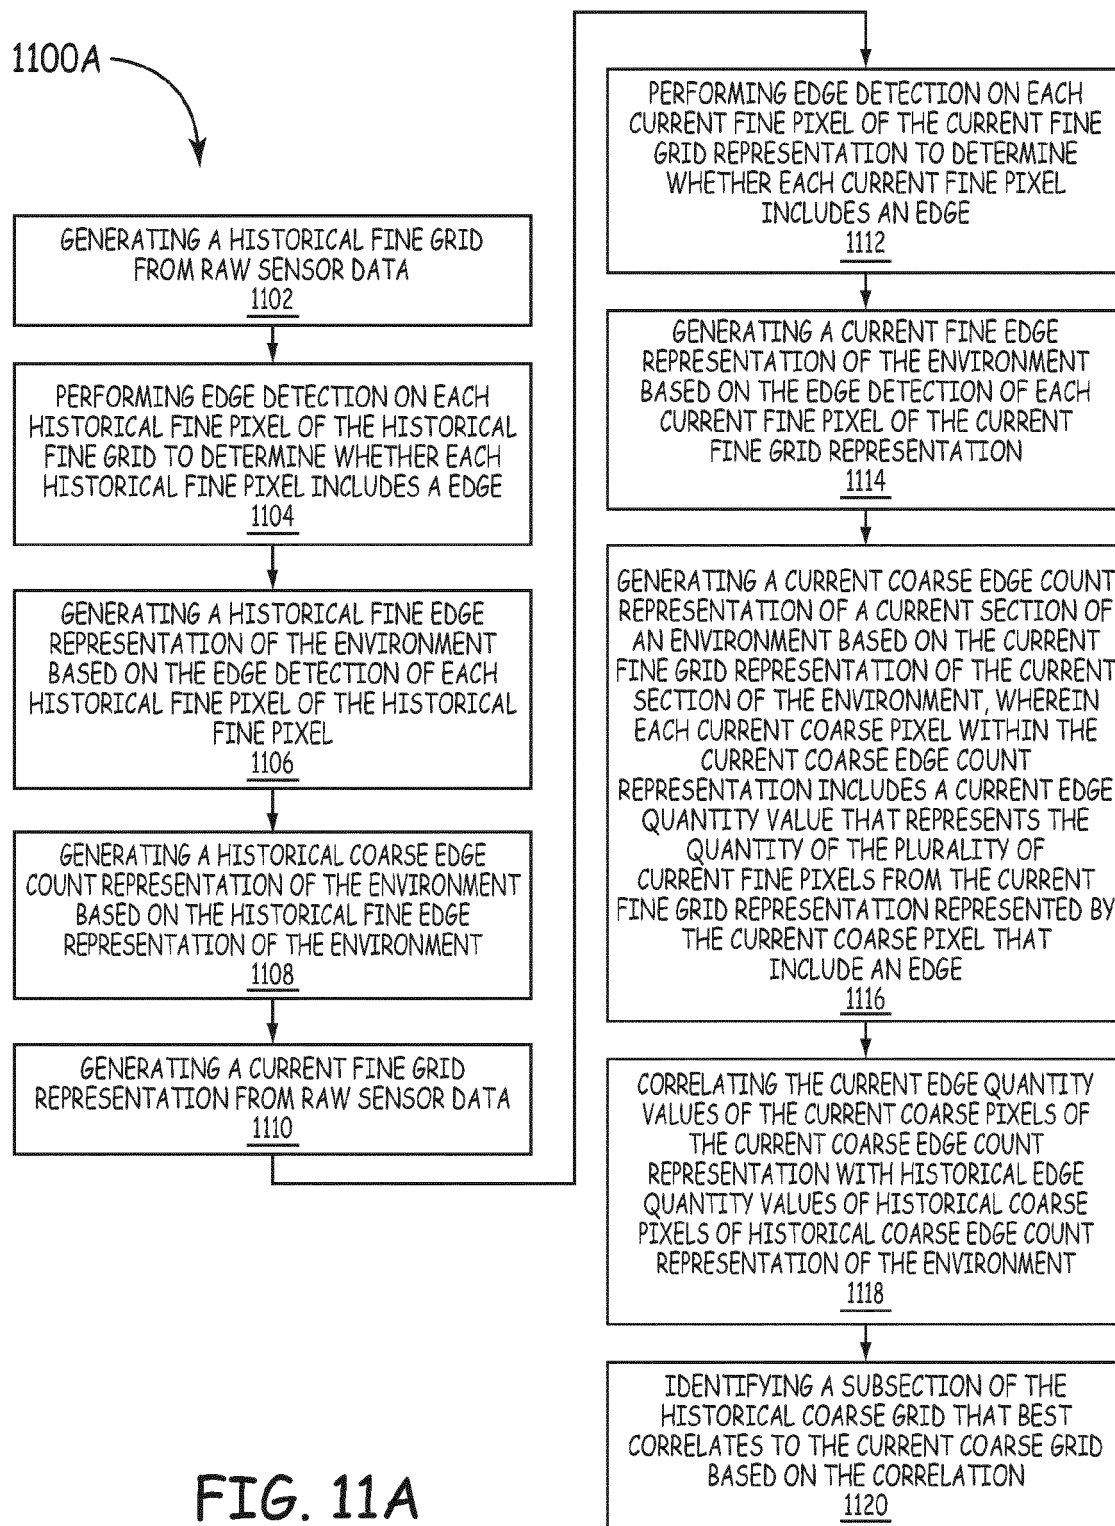 1100A
GENERATING A HISTORICAL FINE GRID
FROM RAW SENSOR DATA
1102
PERFORMING EDGE DETECTION ON EACH
HISTORICAL FINE PIXEL OF THE HISTORICAL
FINE GRID TO DETERMINE WHETHER EACH
HISTORICAL FINE PIXEL INCLUDES A EDGE
1104
GENERATING A HISTORICAL FINE EDGE
REPRESENTATION OF THE ENVIRONMENT
BASED ON THE EDGE DETECTION OF EACH
HISTORICAL FINE PIXEL OF THE HISTORICAL
FINE PIXEL
1106
GENERATING A HISTORICAL COARSE EDGE
COUNT REPRESENTATION OF THE ENVIRONMENT
BASED ON THE HISTORICAL FINE EDGE
REPRESENTATION OF THE ENVIRONMENT
1108
GENERATING A CURRENT FINE GRID
REPRESENTATION FROM RAW SENSOR DATA
1110
PERFORMING EDGE DETECTION ON EACH
CURRENT FINE PIXEL OF THE CURRENT FINE
GRID REPRESENTATION TO DETERMINE
WHETHER EACH CURRENT FINE PIXEL
INCLUDES AN EDGE
1112
GENERATING A CURRENT FINE EDGE
REPRESENTATION OF THE ENVIRONMENT
BASED ON THE EDGE DETECTION OF EACH
CURRENT FINE PIXEL OF THE CURRENT
FINE GRID REPRESENTATION
1114
GENERATING A CURRENT COARSE EDGE COUNT
REPRESENTATION OF A CURRENT SECTION OF
AN ENVIRONMENT BASED ON THE CURRENT
FINE GRID REPRESENTATION OF THE CURRENT
SECTION OF THE ENVIRONMENT, WHEREIN
EACH CURRENT COARSE PIXEL WITHIN THE
CURRENT COARSE EDGE COUNT
REPRESENTATION INCLUDES A CURRENT EDGE
QUANTITY VALUE THAT REPRESENTS THE
QUANTITY OF THE PLURALITY OF
CURRENT FINE PIXELS FROM THE CURRENT
FINE GRID REPRESENTATION REPRESENTED BY
THE CURRENT COARSE PIXEL THAT
INCLUDE AN EDGE
1116
CORRELATING THE CURRENT EDGE QUANTITY
VALUES OF THE CURRENT COARSE PIXELS OF
THE CURRENT COARSE EDGE COUNT
REPRESENTATION WITH HISTORICAL EDGE
QUANTITY VALUES OF HISTORICAL COARSE
PIXELS OF HISTORICAL COARSE EDGE COUNT
REPRESENTATION OF THE ENVIRONMENT
1118
IDENTIFYING A SUBSECTION OF THE
HISTORICAL COARSE GRID THAT BEST
CORRELATES TO THE CURRENT COARSE GRID
BASED ON THE CORRELATION
1120
FIG. 11A